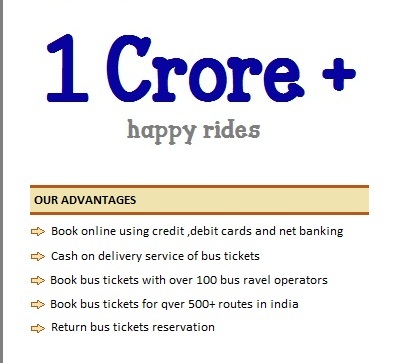 1 Crore +
happy rides
OUR ADVANTAGES
Book online using credit ,debit cards and net banking
Cash on delivery service of bus tickets
Book bus tickets with over 100 bus ravel operators
Book bus tickets for qver 500+ routes in india
Return bus tickets reservation